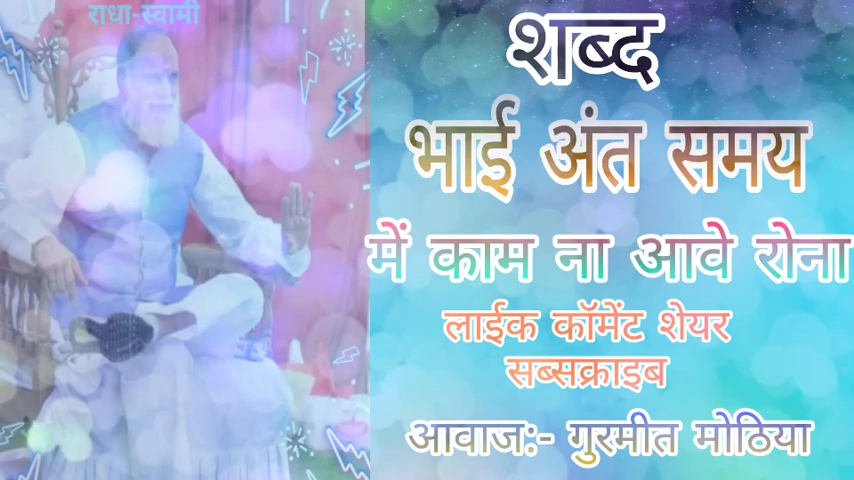 राधा-स्वामी
शब्द
भाई अंत समय
में काम ना आवे रोना
लाईक कॉमेंट शेयर
सब्सक्राइब
आवाज:- गुरमीत मोठिया